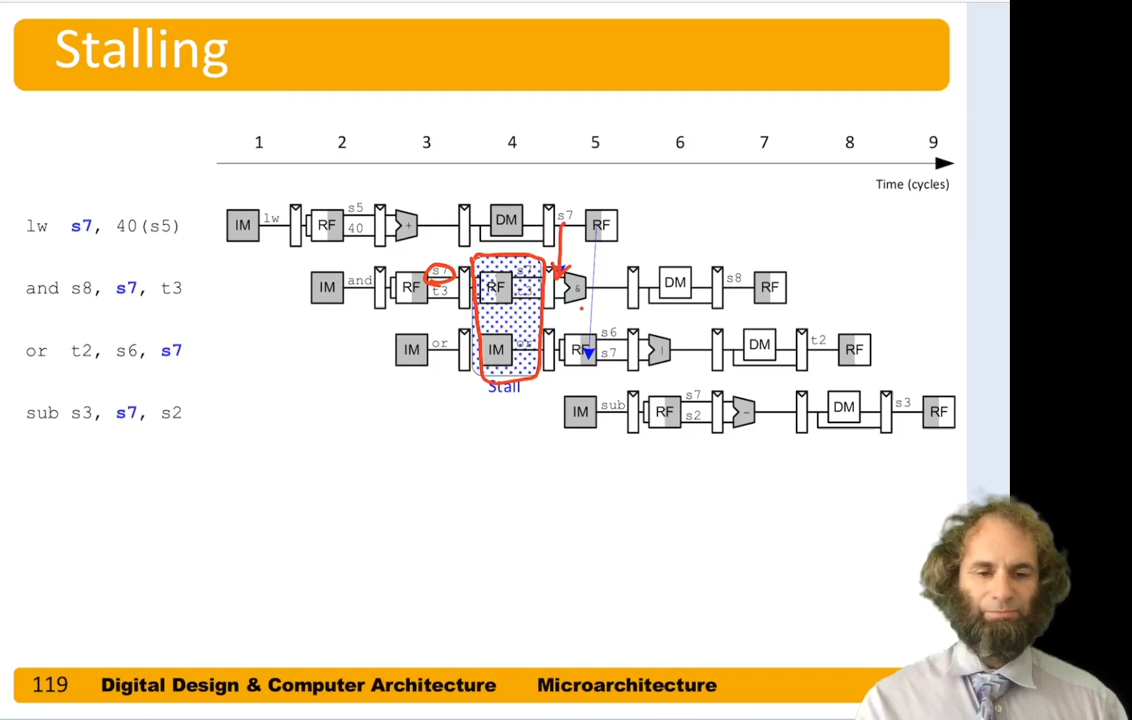 Stalling
1 2 3 4 5 6 7 8 9
Time (cycles)
lw s7, 40(s5)
IM lw RF s5 40 + DM s7 RF
and s8, s7, t3
IM and RF s7 t3 RF s7 t3 & DM s8 RF
or t2, s6, s7
IM or IM or RF s6 s7 | DM t2 RF
Stall
sub s3, s7, s2
IM sub RF s7 s2 - DM s3 RF
119 Digital Design & Computer Architecture Microarchitecture